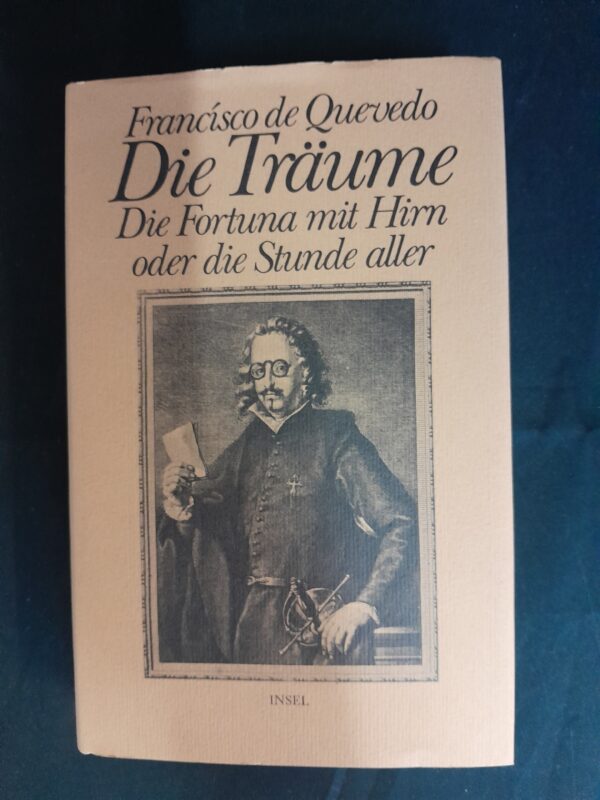 Francísco de Quevedo
Die Träume
Die Fortuna mit Hirn
oder die Stunde aller
INSEL